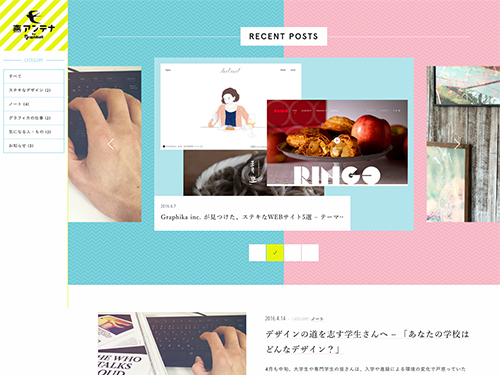 喜アンテナ
by Graphika inc.
CATEGORY
すべて
ステキなデザイン (2)
ノート (4)
グラフィカの仕事 (2)
気になる人・もの (3)
お知らせ (3)
RECENT POSTS
RINGO
2016.6.7
Graphika inc. が見つけた、ステキなWEBサイト5選 – テーマ…
2016.4.14 CATEGORY ノート
デザインの道を志す学生さんへ – 「あなたの学校は
どんなデザイン？」
4月も中旬、大学生や専門学生の皆さんは、入学や進級による環境の変化で戸惑っていた
WHO
TALKS